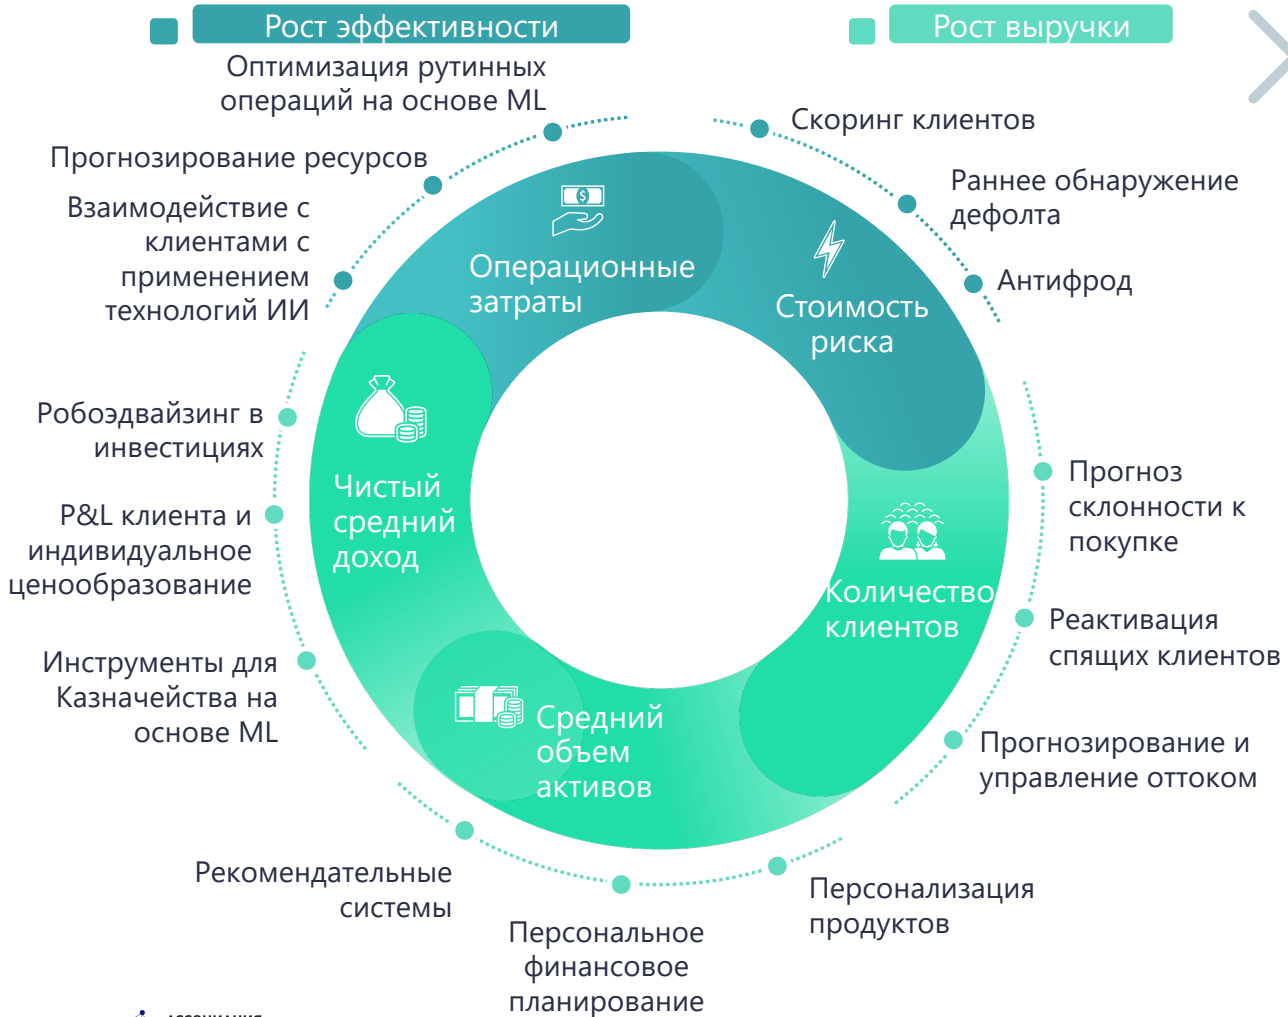 Рост эффективности
Рост выручки
Оптимизация рутинных
операций на основе ML
Прогнозирование ресурсов
Взаимодействие с
клиентами с
применением
технологий ИИ
Скоринг клиентов
Раннее обнаружение
дефолта
Антифрод
Операционные
затраты
Стоимость
риска
Робоэдвайзинг в
инвестициях
P&L клиента и
индивидуальное
ценообразование
Инструменты для
Казначейства на
основе ML
Чистый
средний
доход
Количество
клиентов
Средний
объем
активов
Прогноз
склонности к
покупке
Реактивация
спящих клиентов
Прогнозирование и
управление оттоком
Рекомендательные
системы
Персональное
финансовое
планирование
Персонализация
продуктов